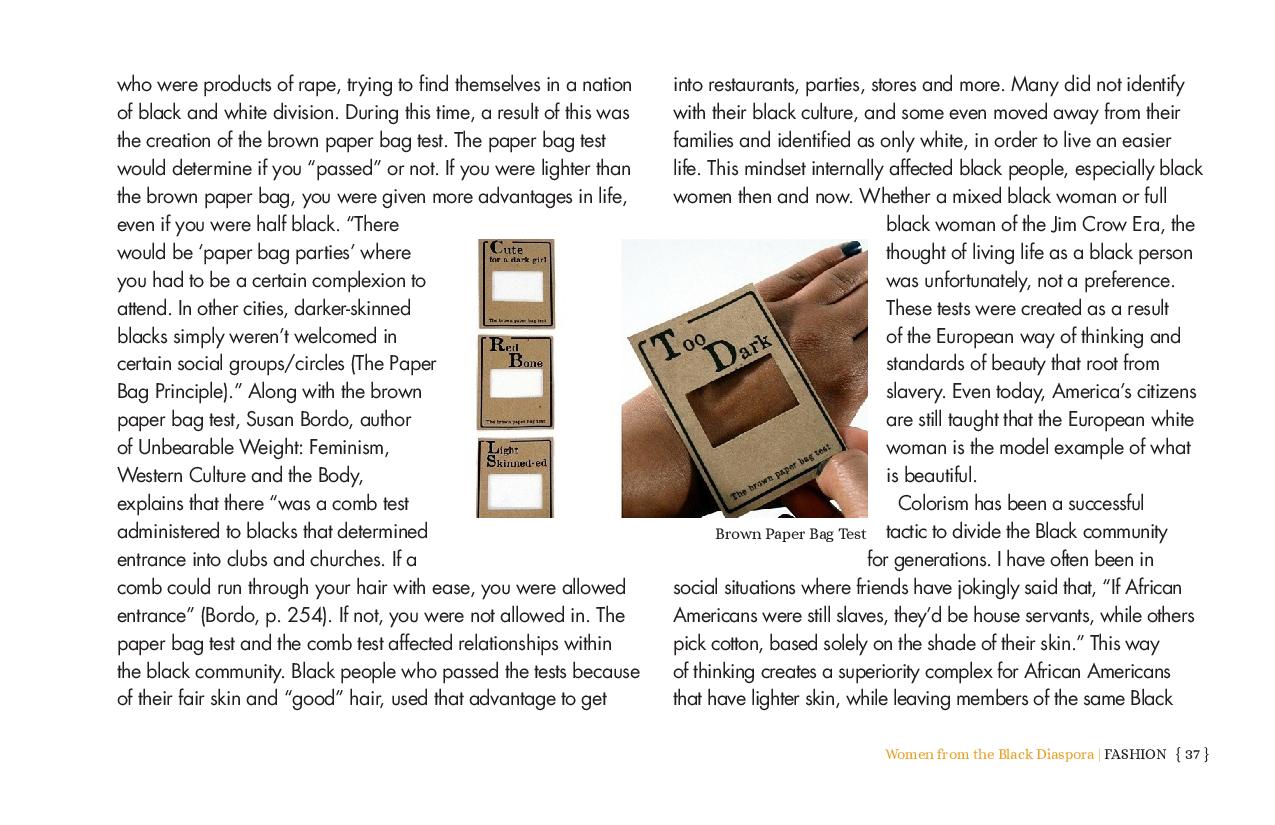 who were products of rape, trying to find themselves in a nation
of black and white division. During this time, a result of this was
the creation of the brown paper bag test. The paper bag test
would determine if you “passed” or not. If you were lighter than
the brown paper bag, you were given more advantages in life,
even if you were half black. “There
would be ‘paper bag parties’ where
you had to be a certain complexion to
attend. In other cities, darker-skinned
blacks simply weren’t welcomed in
certain social groups/circles (The Paper
Bag Principle).” Along with the brown
paper bag test, Susan Bordo, author
of Unbearable Weight: Feminism,
Western Culture and the Body,
explains that there “was a comb test
administered to blacks that determined
entrance into clubs and churches. If a
comb could run through your hair with ease, you were allowed
entrance” (Bordo, p. 254). If not, you were not allowed in. The
paper bag test and the comb test affected relationships within
the black community. Black people who passed the tests because
of their fair skin and “good” hair, used that advantage to get
Cute
for a dark girl
The brown paper bag test
Red
Bone
The brown paper bag test
Light
Skinned-ed
Too
Dark
The brown paper bag test
Brown Paper Bag Test
into restaurants, parties, stores and more. Many did not identify
with their black culture, and some even moved away from their
families and identified as only white, in order to live an easier
life. This mindset internally affected black people, especially black
women then and now. Whether a mixed black woman or full
black woman of the Jim Crow Era, the
thought of living life as a black person
was unfortunately, not a preference.
These tests were created as a result
of the European way of thinking and
standards of beauty that root from
slavery. Even today, America’s citizens
are still taught that the European white
woman is the model example of what
is beautiful.
Colorism has been a successful
tactic to divide the Black community
for generations. I have often been in
social situations where friends have jokingly said that, “If African
Americans were still slaves, they’d be house servants, while others
pick cotton, based solely on the shade of their skin.” This way
of thinking creates a superiority complex for African Americans
that have lighter skin, while leaving members of the same Black
Women from the Black Diaspora | FASHION { 37 }